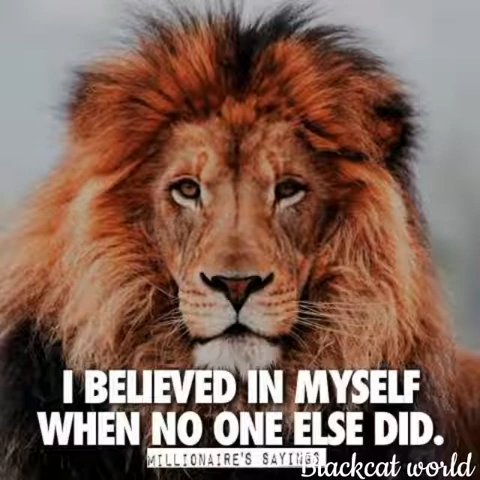 I BELIEVED IN MYSELF
WHEN NO ONE ELSE DID.
MILLIONAIRE'S SAYINGS
Blackcat world